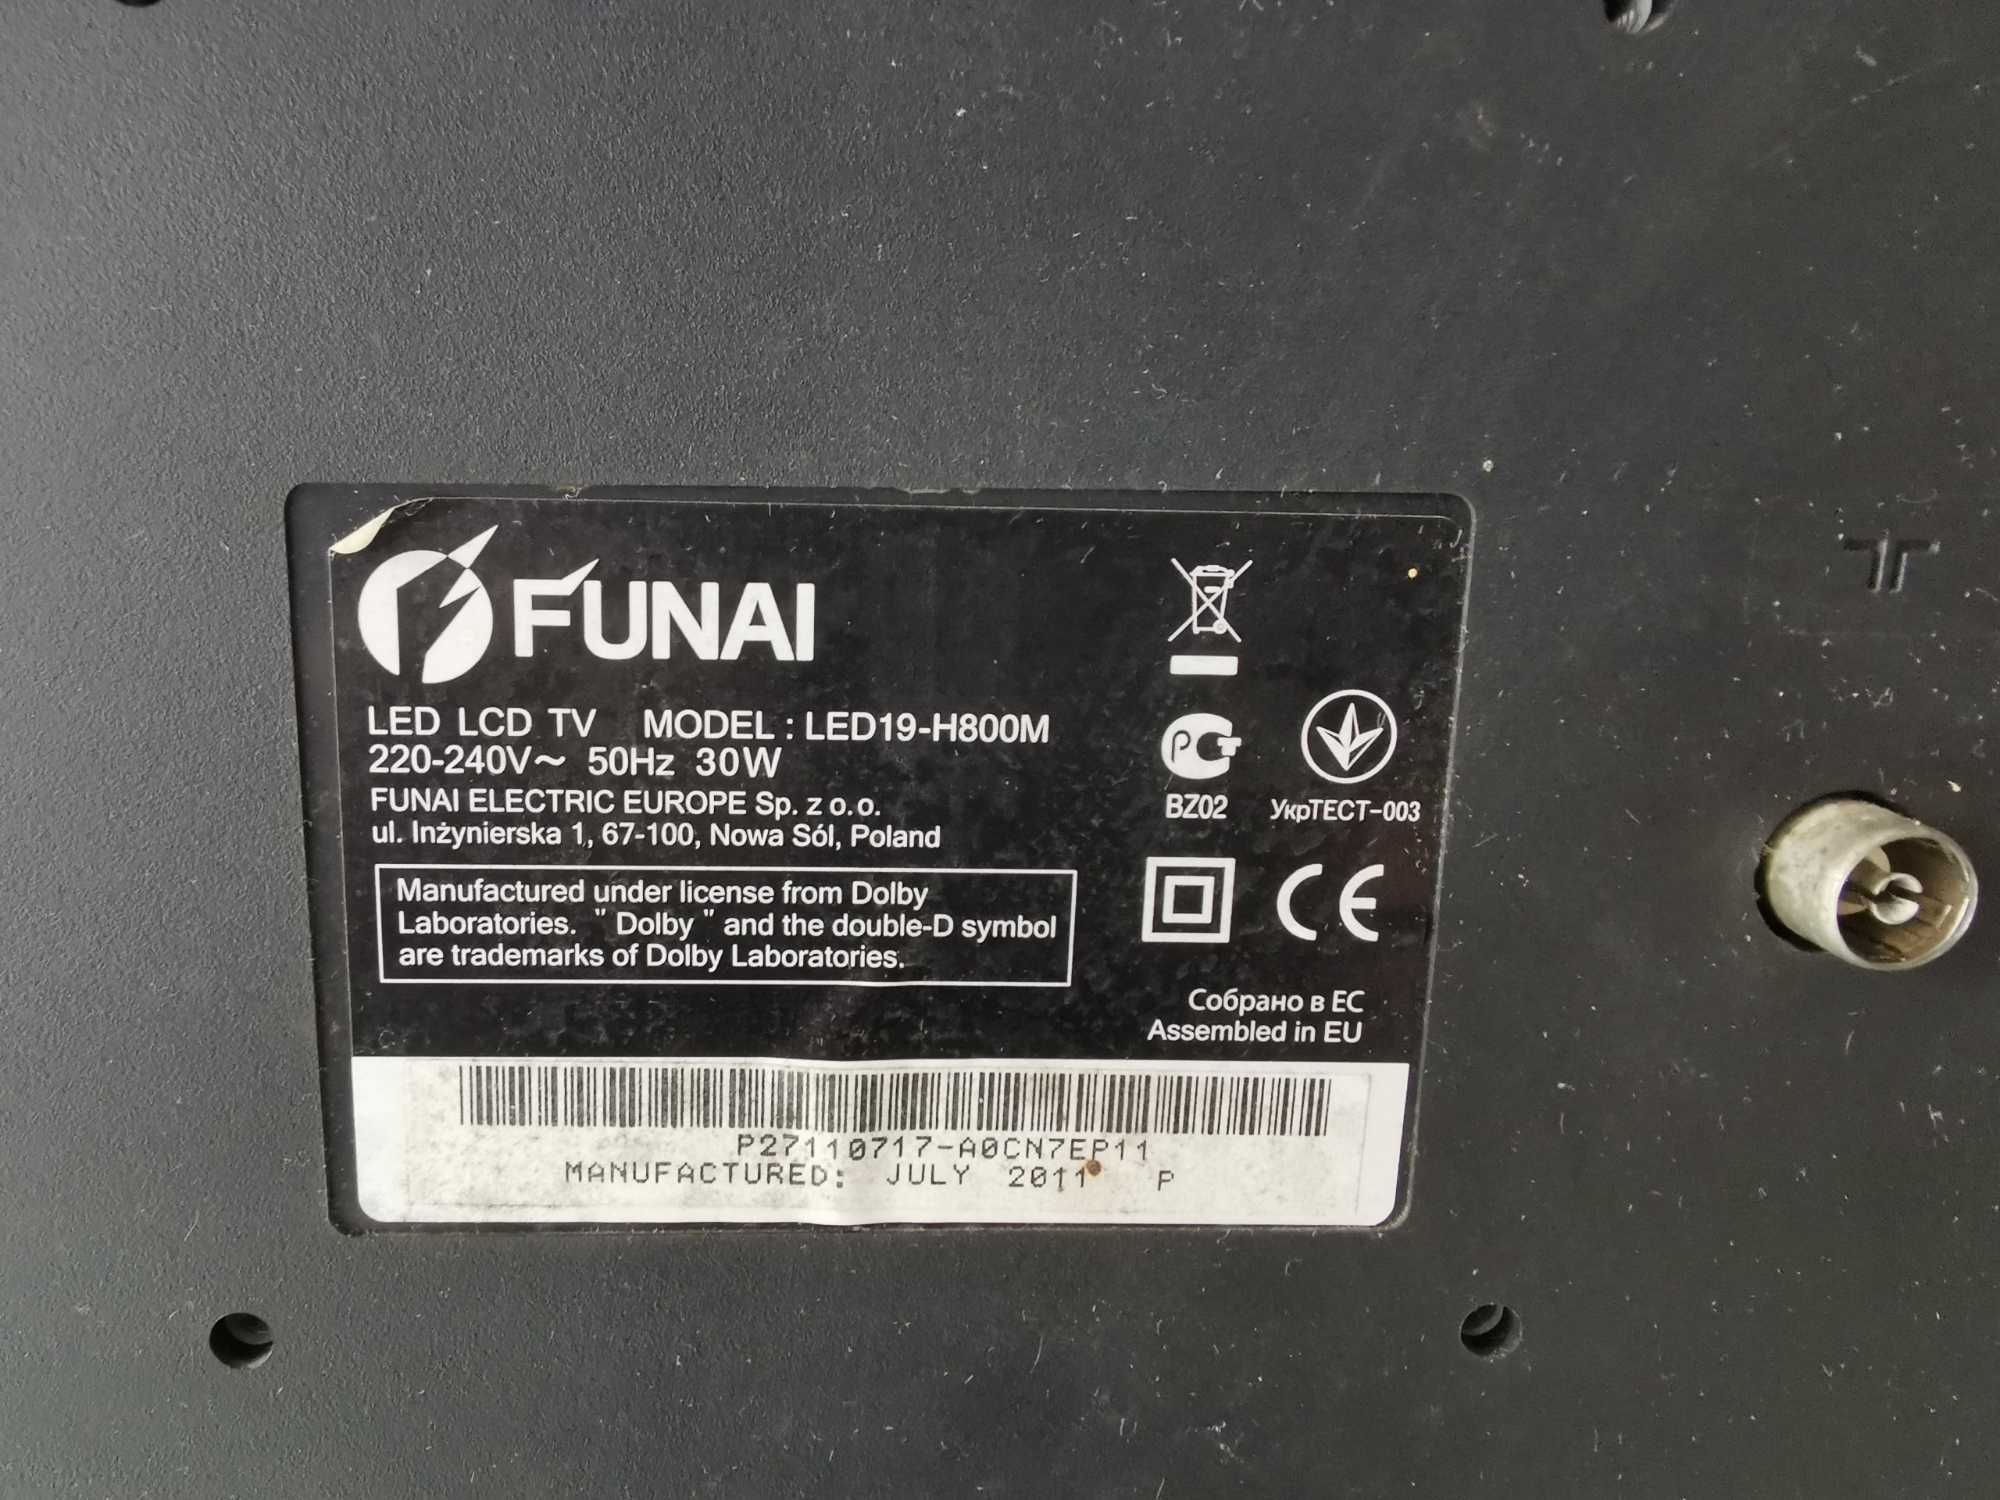 FUNAI
LED LCD TV MODEL : LED19-H800M
220-240V~ 50Hz 30W
FUNAI ELECTRIC EUROPE Sp. z o.o.
ul. Inżynierska 1, 67-100, Nowa Sól, Poland
Manufactured under license from Dolby
Laboratories. " Dolby " and the double-D symbol
are trademarks of Dolby Laboratories.
BZ02
УкрТЕСТ-003
CE
Собрано в ЕС
Assembled in EU
P27110717-A0CN7EP11
MANUFACTURED: JULY 2011 P